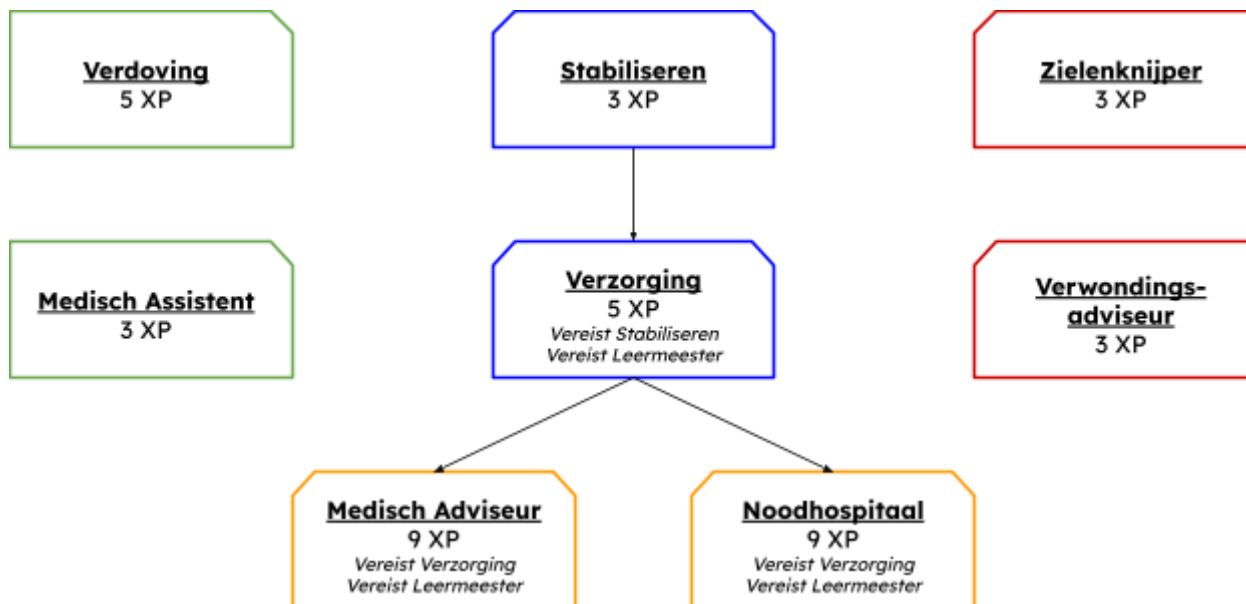 Verdoving
5 XP
Stabiliseren
3 XP
Zielenknijper
3 XP
Medisch Assistent
3 XP
Verzorging
5 XP
Vereist Stabiliseren
Vereist Leermeester
Verwondings-
adviseur
3 XP
Medisch Adviseur
9 XP
Vereist Verzorging
Vereist Leermeester
Noodhospitaal
9 XP
Vereist Verzorging
Vereist Leermeester